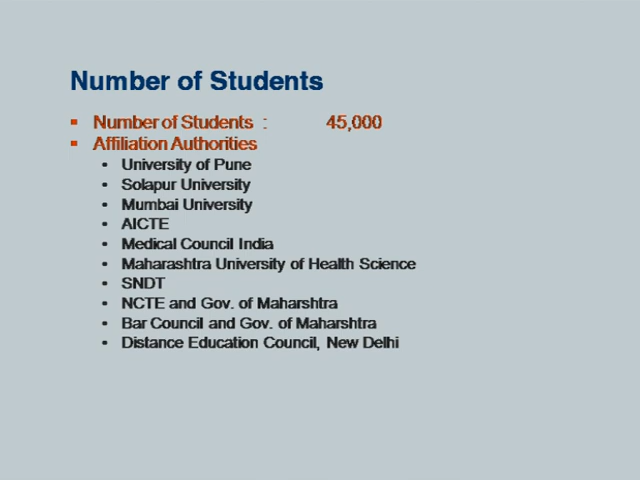 Number of Students
▪ Number of Students : 45,000
▪ Affiliation Authorities
• University of Pune
• Solapur University
• Mumbai University
• AICTE
• Medical Council India
• Maharashtra University of Health Science
• SNDT
• NCTE and Gov. of Maharshtra
• Bar Council and Gov. of Maharshtra
• Distance Education Council, New Delhi